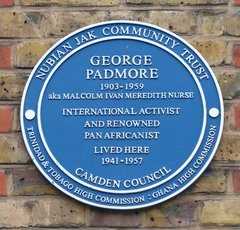 NUBIAN JAK COMMUNITY TRUST
GEORGE
PADMORE
1903-1959
aka MALCOLM IVAN MEREDITH NURSE
INTERNATIONAL ACTIVIST
AND RENOWNED
PAN AFRICANIST
LIVED HERE
1941-1957
CAMDEN COUNCIL
TRINIDAD & TOBAGO HIGH COMMISSION - GHANA HIGH COMMISSION